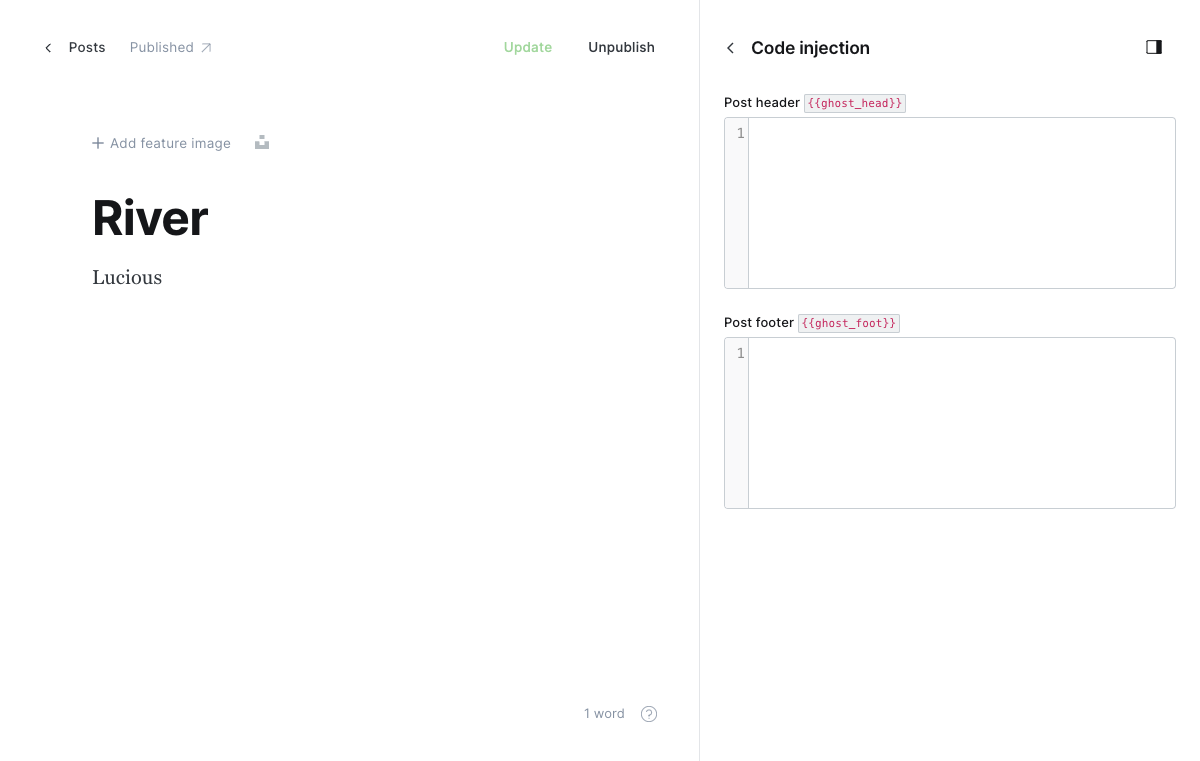 Posts Published Update Unpublish
Add feature image
River
Lucious
1 word ?
Code injection
Post header {{ghost_head}}
1
Post footer {{ghost_foot}}
1